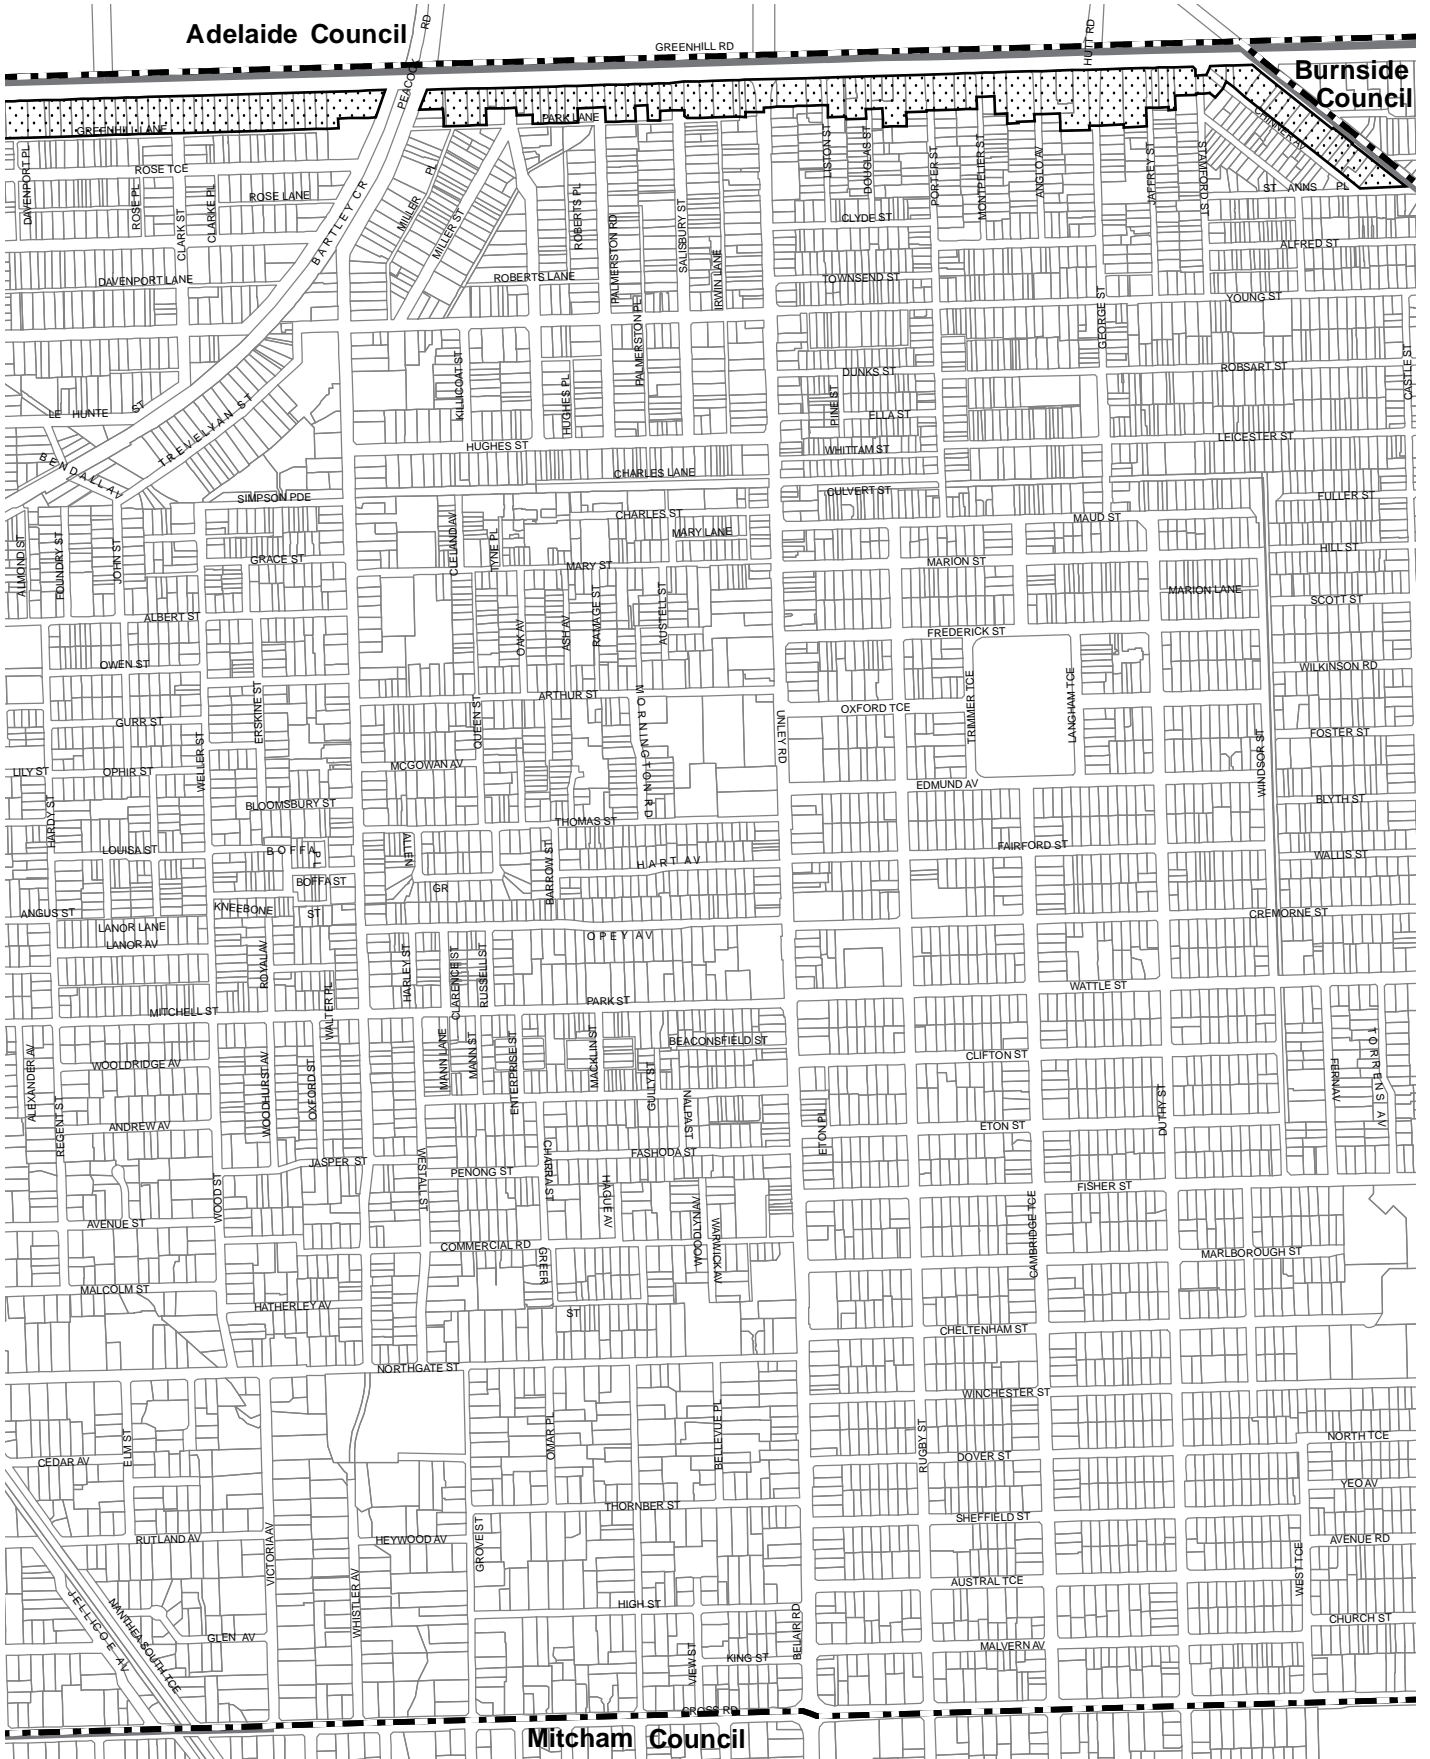 Adelaide Council
RD
GREENHILL RD
HUTT RD
Burnside
Council
PEACOCK
GREENHILL LANE
PARK LANE
DAVENPORT PL
ROSE TCE
ROSE PL
CLARK ST
CLARKE PL
ROSE LANE
BARTLEY CR
MILLER PL
MILLER ST
ROBERTS PL
PALMERSTON RD
SALISBURY ST
IRWIN LANE
LISTON ST
DOUGLAS ST
CLYDE ST
PORTER ST
MONTPELIER ST
ANGLO AV
JAFFREY ST
STAMFORD ST
ST ANNS PL
ALFRED ST
DAVENPORT LANE
ROBERTS LANE
TOWNSEND ST
GEORGE ST
YOUNG ST
PALMERSTON PL
KILLICOAT ST
HUGHES PL
DUNKS ST
PINE ST
ELLA ST
ROBSART ST
CASTLE ST
LE HUNTE ST
TREVELYAN ST
BENDALL AV
HUGHES ST
WHITTAM ST
LEICESTER ST
CHARLES LANE
CULVERT ST
SIMPSON PDE
FULLER ST
CHARLES ST
MAUD ST
MARY LANE
ALMOND ST
FOUNDRY ST
JOHN ST
GRACE ST
CLELAND AV
TYNE PL
MARY ST
MARION ST
HILL ST
MARION LANE
SCOTT ST
ALBERT ST
OAK AV
ASH AV
RAMAGE ST
AUSTELL ST
FREDERICK ST
OWEN ST
WILKINSON RD
ERSKINE ST
QUEEN ST
ARTHUR ST
MORNINGTON RD
UNLEY RD
OXFORD TCE
TRIMMER TCE
LANGHAM TCE
GURR ST
WELLER ST
WINDSOR ST
FOSTER ST
LILY ST
OPHIR ST
MCGOWAN AV
EDMUND AV
HARDY ST
BLOOMSBURY ST
BLYTH ST
THOMAS ST
LOUISA ST
BOFFA PL
ALLEN
BARROW ST
HART AV
FAIRFORD ST
WALLIS ST
BOFFA ST
GR
ANGUS ST
KNEEBONE ST
CREMORNE ST
LANOR LANE
LANOR AV
OPEY AV
ROYAL AV
HARLEY ST
CLARENCE ST
RUSSELL ST
WATTLE ST
WALTER PL
PARK ST
MITCHELL ST
BEACONSFIELD ST
MANN LANE
MANN ST
ENTERPRISE ST
MACKLIN ST
GULLY ST
CLIFTON ST
ALEXANDER AV
WOOLDRIDGE AV
WOODHURST AV
OXFORD ST
FERN AV
TORRENS AV
REGENT ST
ANDREW AV
NALPA ST
ETON PL
ETON ST
DUTHY ST
JASPER ST
WESTALL ST
PENONG ST
CHARRA ST
FASHODA ST
FISHER ST
WOOD ST
HAGUE AV
AVENUE ST
WOODLYN AV
WARWICK AV
CAMBRIDGE TCE
COMMERCIAL RD
GREER
MARLBOROUGH ST
MALCOLM ST
HATHERLEY AV
ST
CHELTENHAM ST
NORTHGATE ST
WINCHESTER ST
ELM ST
OMAR PL
BELLEVUE PL
RUGBY ST
NORTH TCE
CEDAR AV
DOVER ST
YEO AV
THORNBER ST
SHEFFIELD ST
RUTLAND AV
VICTORIA AV
HEYWOOD AV
GROVE ST
AVENUE RD
WEST TCE
AUSTRAL TCE
JELLICOE AV
NANTHEA SOUTH TCE
WHISTLER AV
HIGH ST
BELAIR RD
CHURCH ST
GLEN AV
VIEW ST
KING ST
MALVERN AV
CROSS RD
Mitcham Council